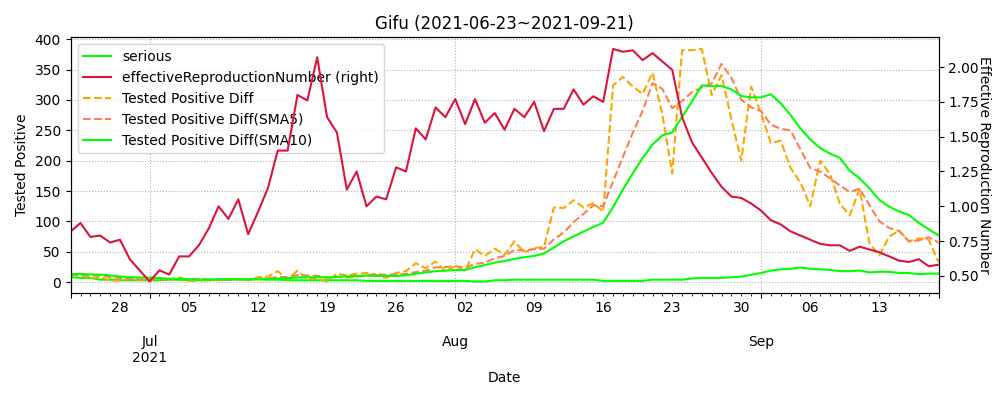 Gifu (2021-06-23~2021-09-21)
serious
effectiveReproductionNumber (right)
Tested Positive Diff
Tested Positive Diff(SMA5)
Tested Positive Diff(SMA10)
Tested Positive
400
350
300
250
200
150
100
50
0
2.00
1.75
1.50
1.25
1.00
0.75
0.50
Effective Reproduction Number
28 05 12 19 26 02 09 16 23 30 06 13
Jul Aug Sep
2021
Date